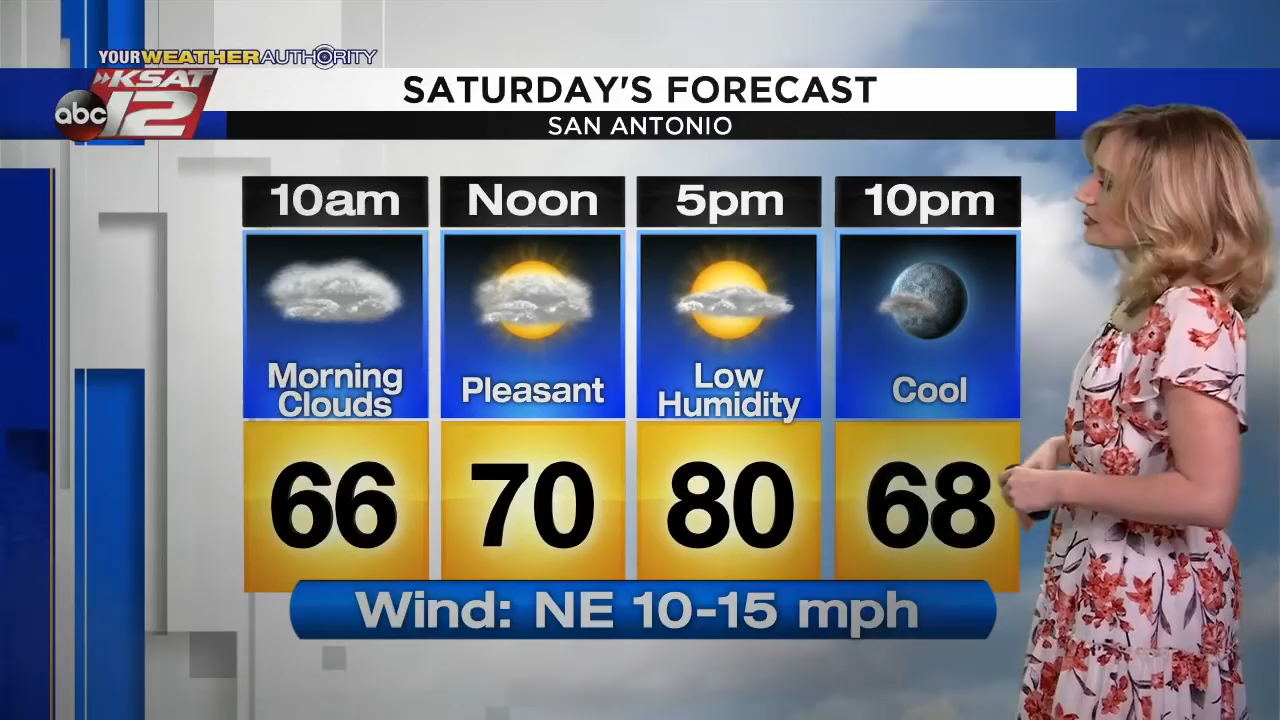 YOUR WEATHER AUTHORITY
KSAT
abc 12
SATURDAY'S FORECAST
SAN ANTONIO
10am Noon 5pm 10pm
Morning Clouds
Pleasant
Low Humidity
Cool
66 70 80 68
Wind: NE 10-15 mph